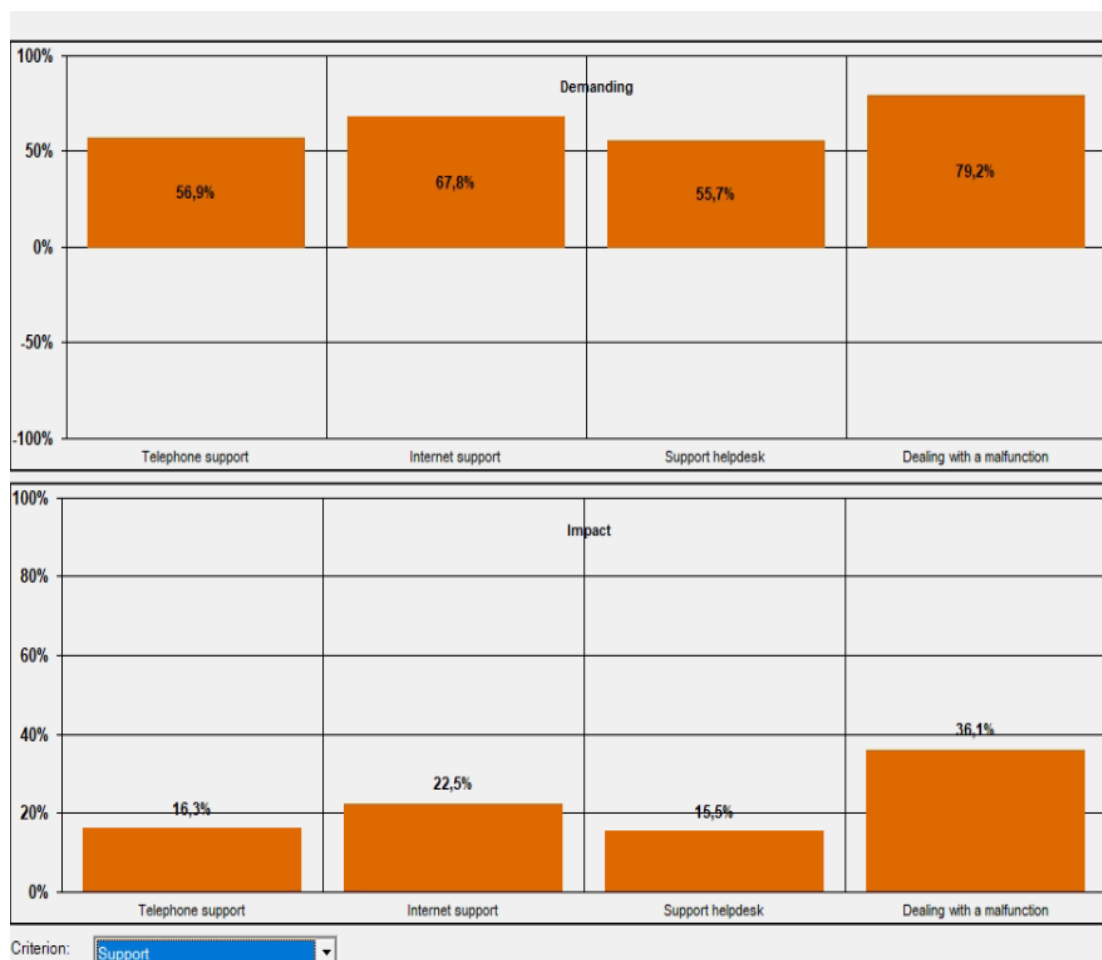 100%
Demanding
50%
56,9%
67,8%
55,7%
79,2%
0%
-50%
-100%
Telephone support
Internet support
Support helpdesk
Dealing with a malfunction
100%
Impact
80%
60%
40%
36,1%
22,5%
20%
16,3%
15,5%
0%
Telephone support
Internet support
Support helpdesk
Dealing with a malfunction
Criterion:
Support